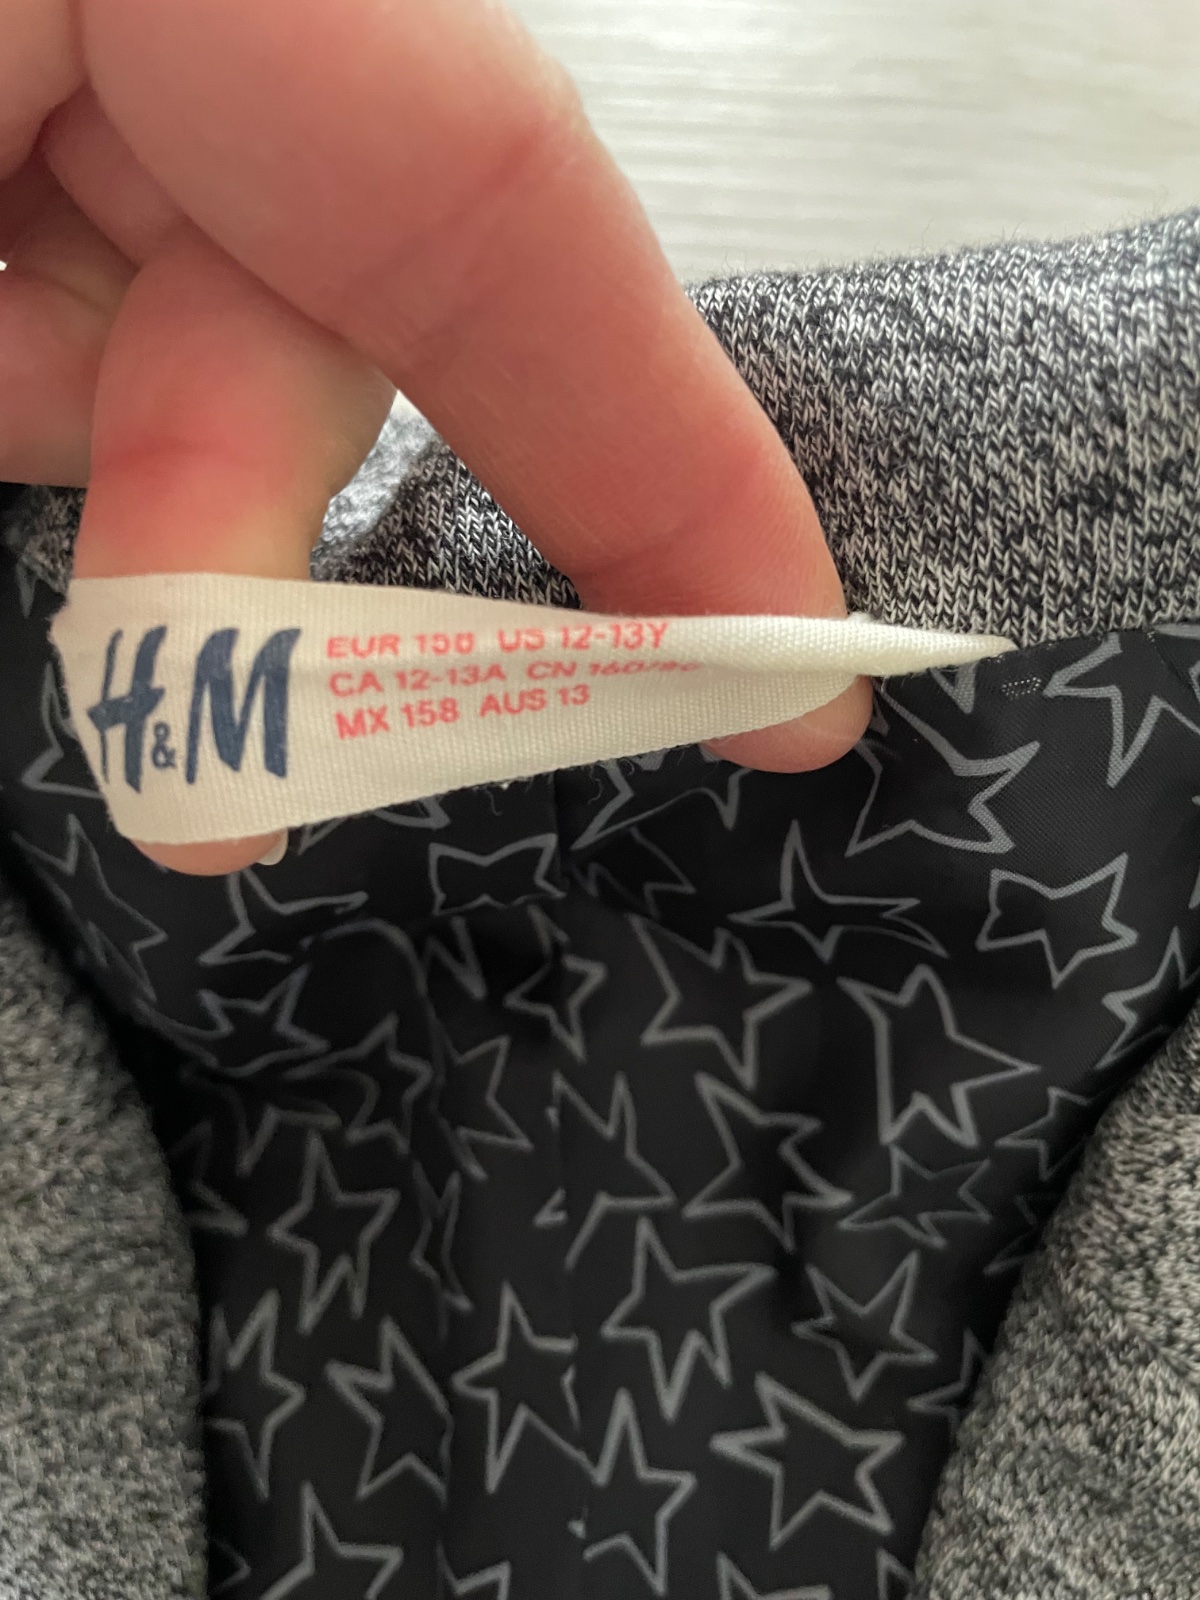 H&M
EUR 158 US 12-13Y
CA 12-13A CN 160/
MX 158 AUS 13